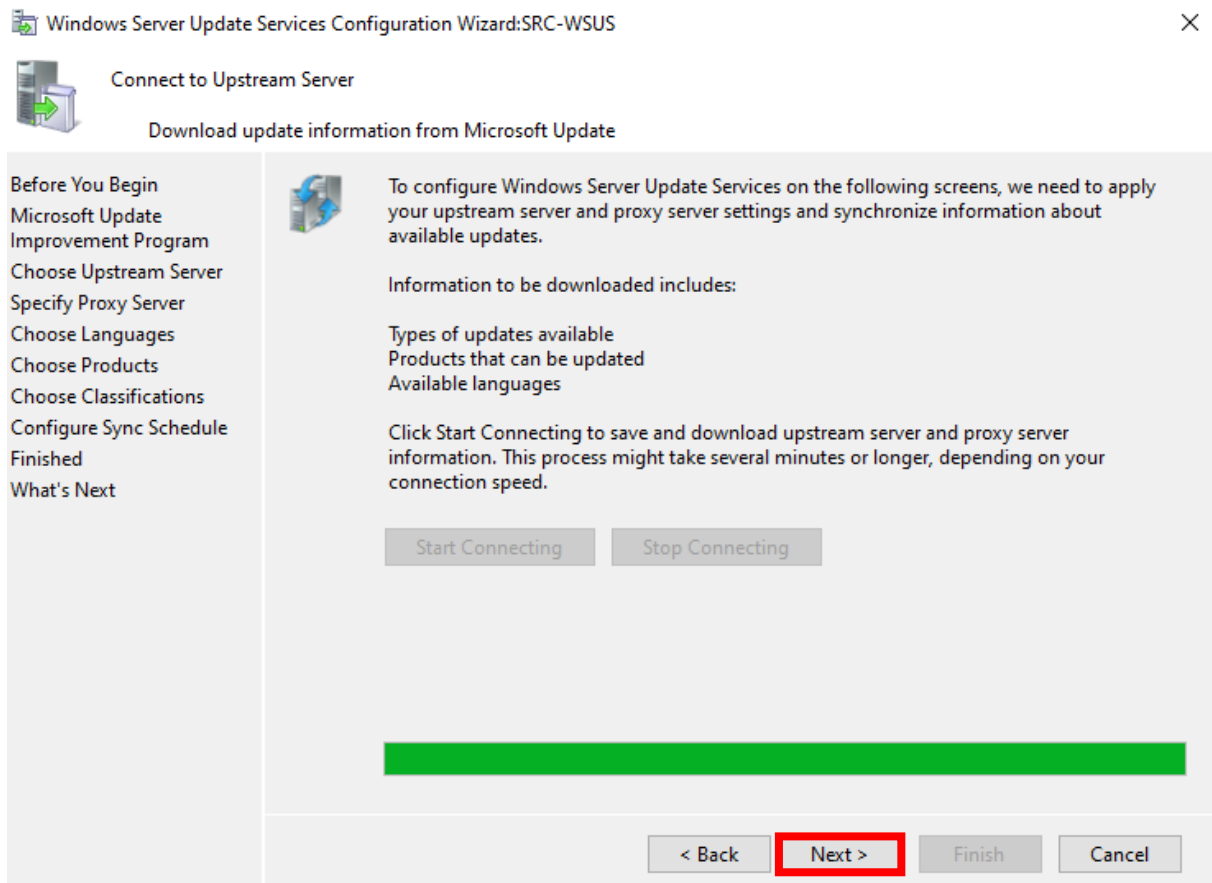 Windows Server Update Services Configuration Wizard:SRC-WSUS
Connect to Upstream Server
Download update information from Microsoft Update
Before You Begin
Microsoft Update
Improvement Program
Choose Upstream Server
Specify Proxy Server
Choose Languages
Choose Products
Choose Classifications
Configure Sync Schedule
Finished
What's Next
To configure Windows Server Update Services on the following screens, we need to apply
your upstream server and proxy server settings and synchronize information about
available updates.
Information to be downloaded includes:
Types of updates available
Products that can be updated
Available languages
Click Start Connecting to save and download upstream server and proxy server
information. This process might take several minutes or longer, depending on your
connection speed.
Start Connecting
Stop Connecting
< Back
Next >
Finish
Cancel